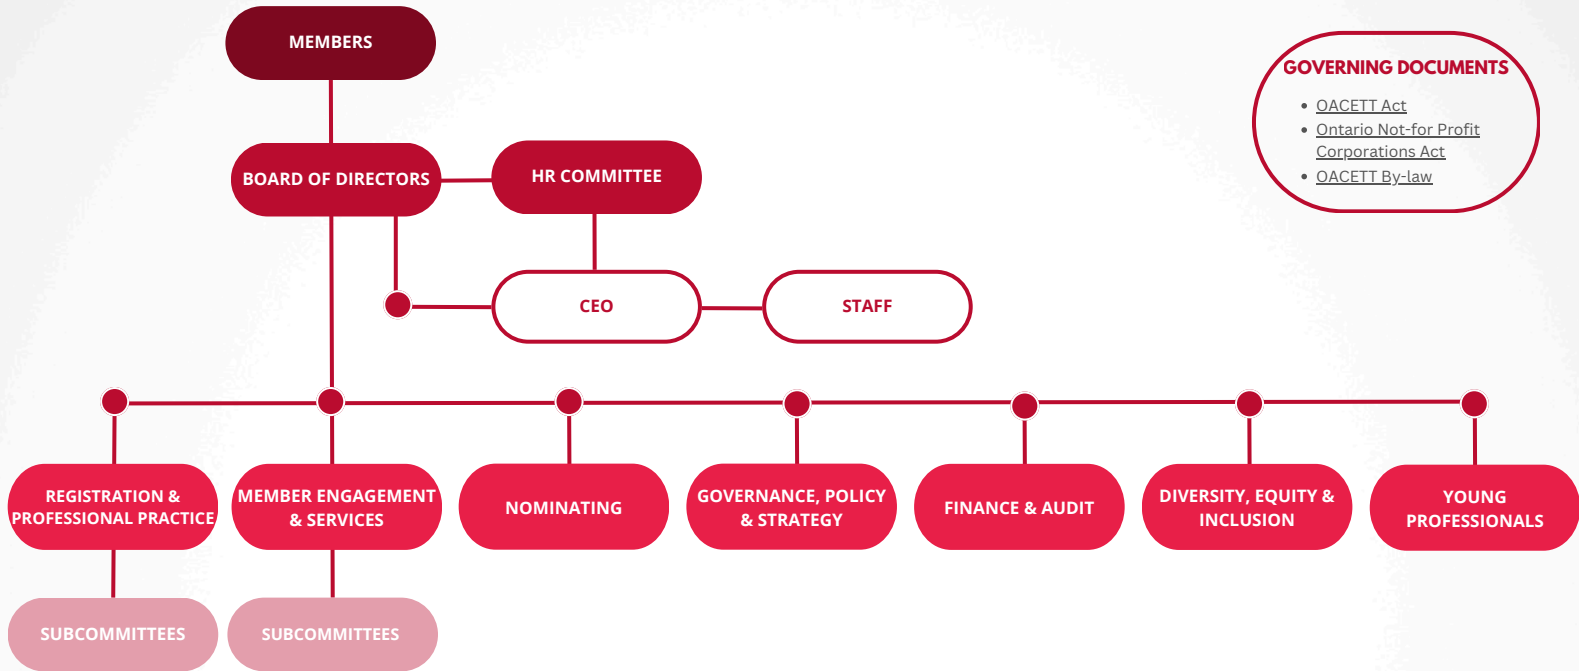 MEMBERS
GOVERNING DOCUMENTS
• OACETT Act
• Ontario Not-for Profit
Corporations Act
• OACETT By-law
BOARD OF DIRECTORS
HR COMMITTEE
CEO
STAFF
REGISTRATION &
PROFESSIONAL PRACTICE
MEMBER ENGAGEMENT
& SERVICES
NOMINATING
GOVERNANCE, POLICY
& STRATEGY
FINANCE & AUDIT
DIVERSITY, EQUITY &
INCLUSION
YOUNG
PROFESSIONALS
SUBCOMMITTEES
SUBCOMMITTEES